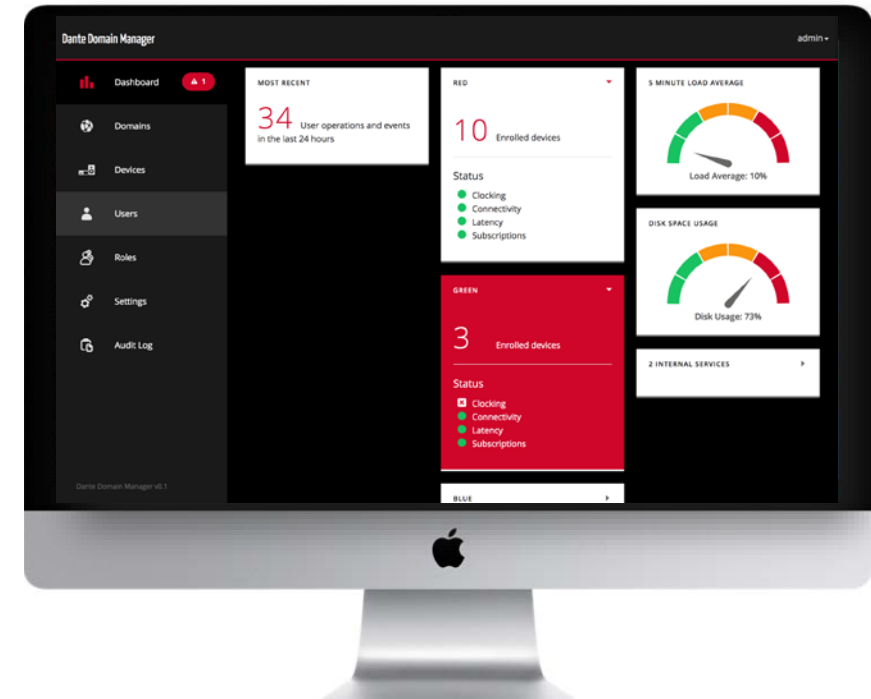 Dante Domain Manager
admin
Dashboard
1
Domains
Devices
Users
Roles
Settings
Audit Log
Dante Domain Manager v0.1
MOST RECENT
34 User operations and events
in the last 24 hours
RED
10 Enrolled devices
Status
Clocking
Connectivity
Latency
Subscriptions
GREEN
3 Enrolled devices
Status
Clocking
Connectivity
Latency
Subscriptions
BLUE
5 MINUTE LOAD AVERAGE
Load Average: 10%
DISK SPACE USAGE
Disk Usage: 73%
2 INTERNAL SERVICES